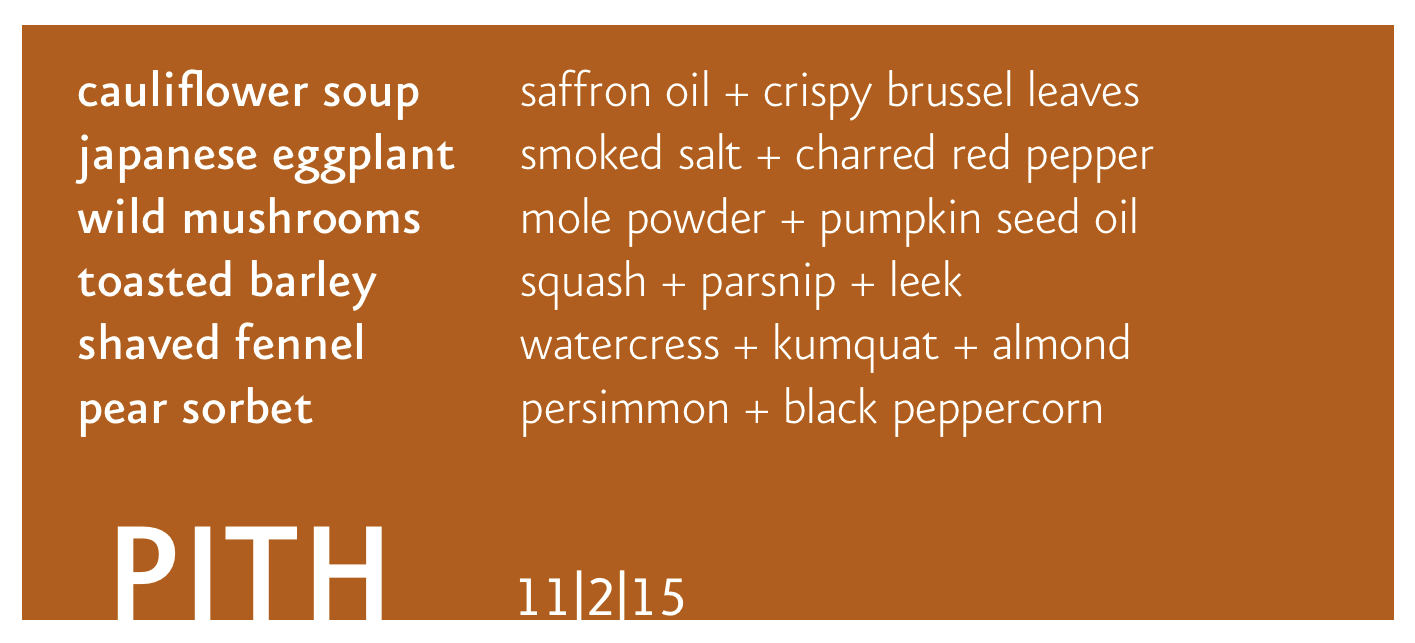 cauliflower soup saffron oil + crispy brussel leaves
japanese eggplant smoked salt + charred red pepper
wild mushrooms mole powder + pumpkin seed oil
toasted barley squash + parsnip + leek
shaved fennel watercress + kumquat + almond
pear sorbet persimmon + black peppercorn
PITH 11|2|15